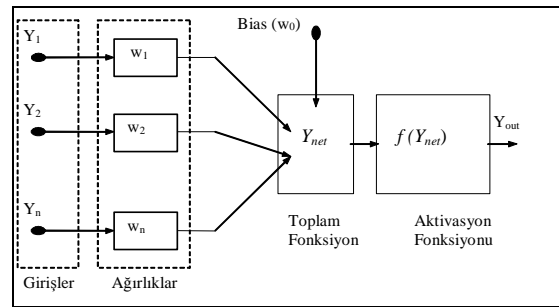 Bias (w₀)
Y₁
w₁
Y₂
w₂
Yₙ
wₙ
Yₙₑₜ
f (Yₙₑₜ)
Yₒᵤₜ
Toplam
Fonksiyon
Aktivasyon
Fonksiyonu
Girişler
Ağırlıklar